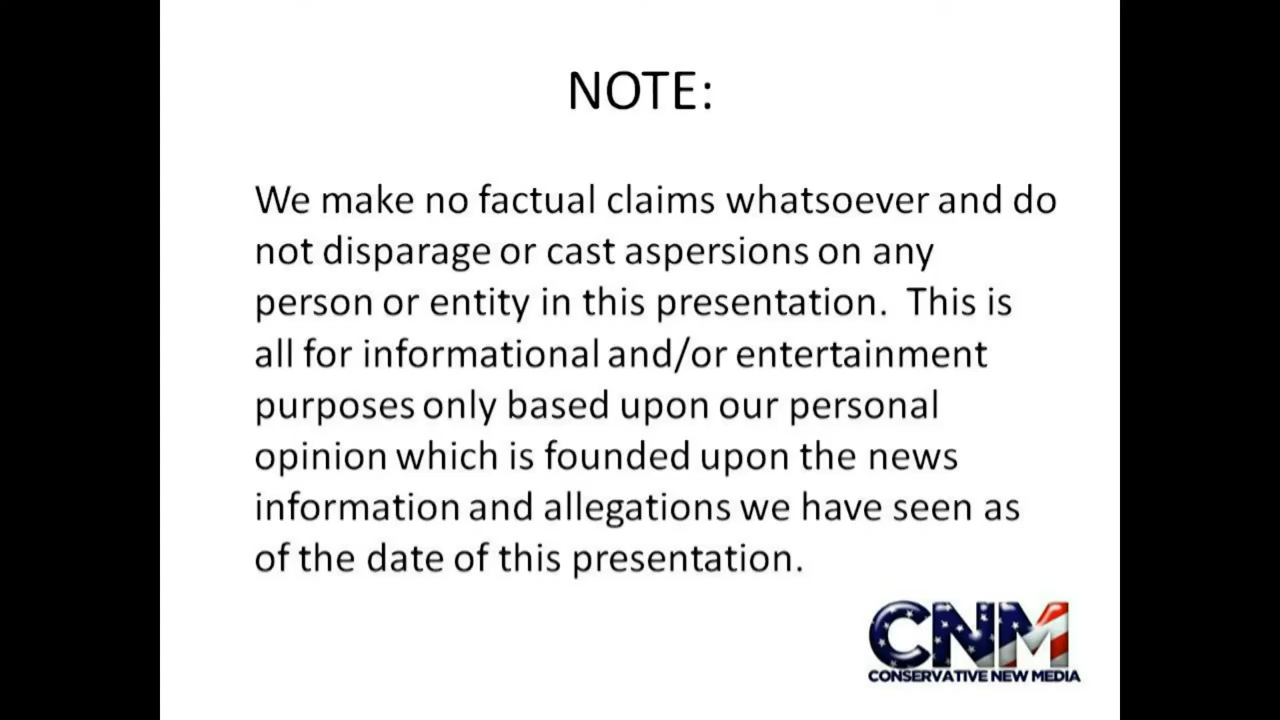 NOTE:
We make no factual claims whatsoever and do
not disparage or cast aspersions on any
person or entity in this presentation.  This is
all for informational and/or entertainment
purposes only based upon our personal
opinion which is founded upon the news
information and allegations we have seen as
of the date of this presentation.
CNM
CONSERVATIVE NEW MEDIA